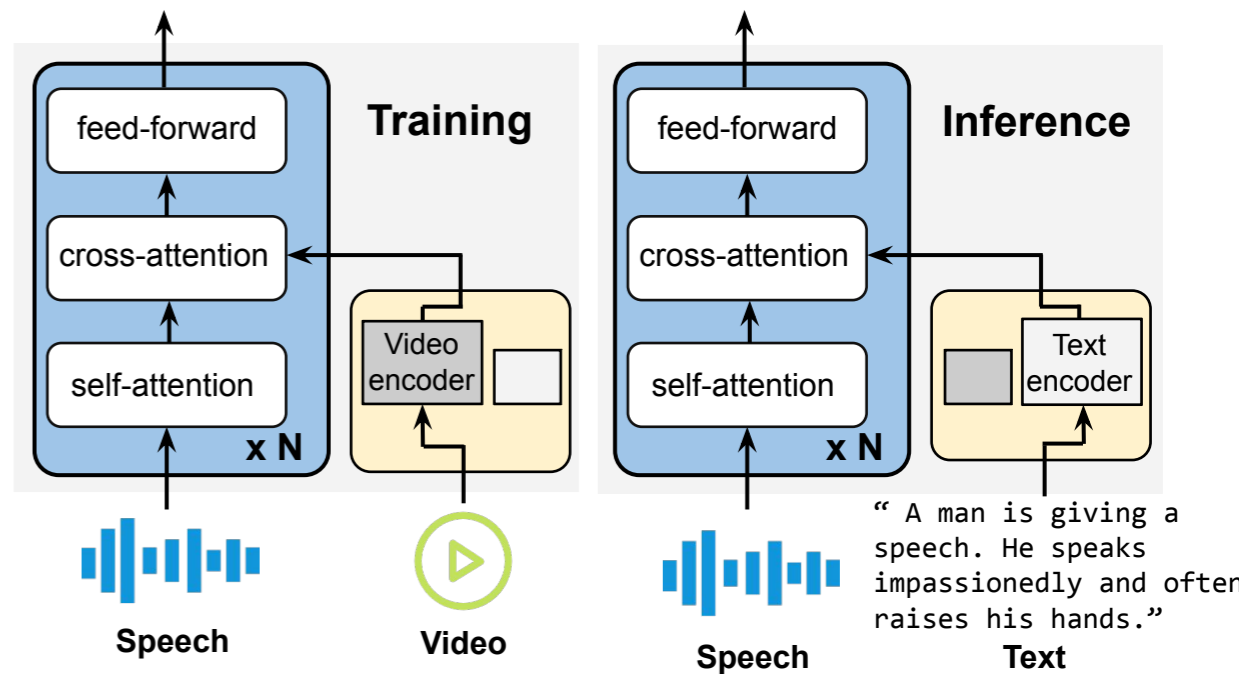 Training
feed-forward
cross-attention
self-attention
x N
Video
encoder
Speech
Video
Inference
feed-forward
cross-attention
self-attention
x N
Text
encoder
Speech
“ A man is giving a
speech. He speaks
impassionedly and often
raises his hands.”
Text